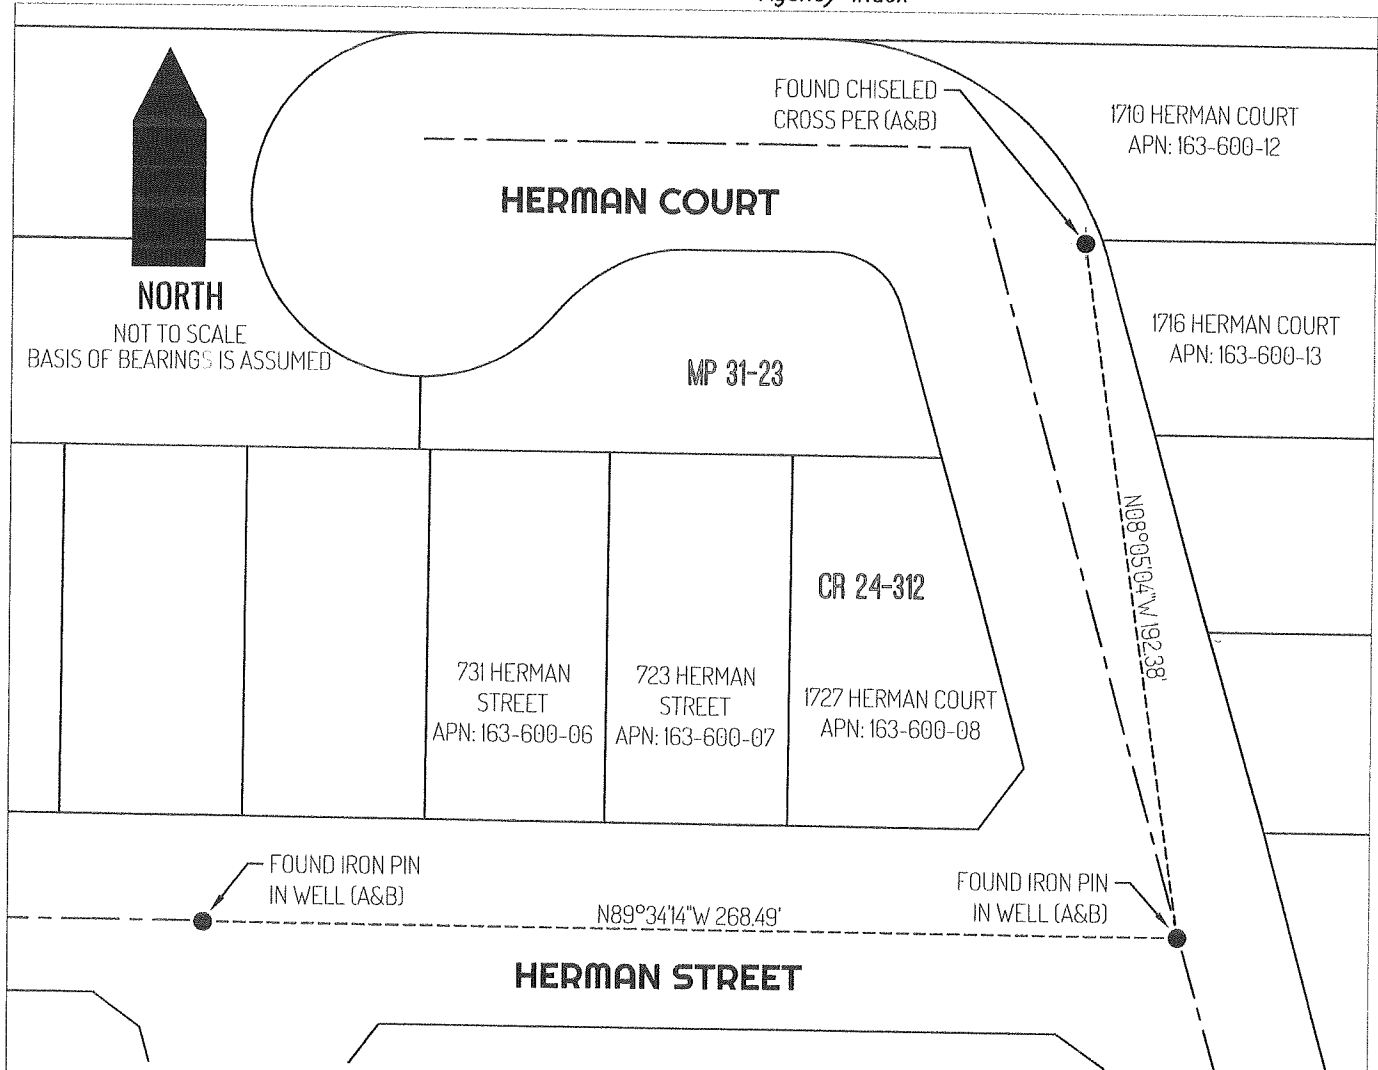 FOUND CHISELED
CROSS PER (A&B)
1710 HERMAN COURT
APN: 163-600-12
HERMAN COURT
NORTH
NOT TO SCALE
BASIS OF BEARINGS IS ASSUMED
1716 HERMAN COURT
APN: 163-600-13
MP 31-23
N08°05'04"W 192.38'
CR 24-312
731 HERMAN
STREET
APN: 163-600-06
723 HERMAN
STREET
APN: 163-600-07
1727 HERMAN COURT
APN: 163-600-08
FOUND IRON PIN
IN WELL (A&B)
FOUND IRON PIN
IN WELL (A&B)
N89°34'14"W 268.49'
HERMAN STREET